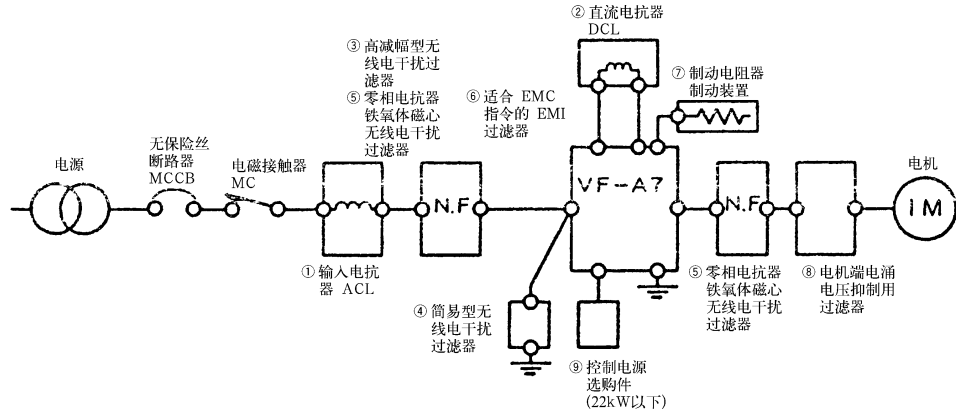 ② 直流电抗器
DCL
③ 高减幅型无
线电干扰过
滤器
⑤ 零相电抗器
铁氧体磁心
无线电干扰
过滤器
⑥ 适合 EMC
指令的 EMI
过滤器
⑦ 制动电阻器
制动装置
电源
无保险丝
断路器
MCCB
电磁接触器
MC
电机
VF-A7
N.F
N.F
IM
① 输入电抗
器 ACL
④ 简易型无
线电干扰
过滤器
⑤ 零相电抗器
铁氧体磁心
无线电干扰
过滤器
⑧ 电机端电涌
电压抑制用
过滤器
⑨ 控制电源
选购件
(22kW以下)